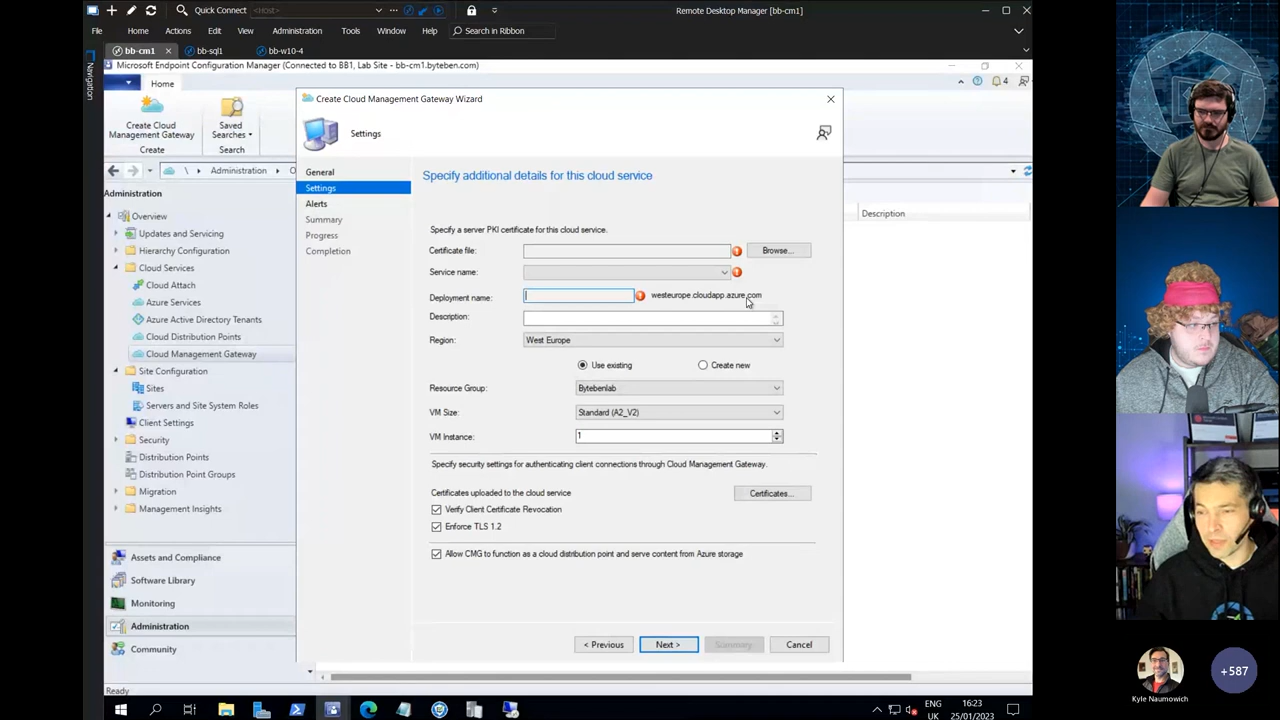 Quick Connect
<Host>
Remote Desktop Manager [bb-cm1]
File
Home
Actions
Edit
View
Administration
Tools
Window
Help
Search in Ribbon
bb-cm1
bb-sql1
bb-w10-4
Navigation
Microsoft Endpoint Configuration Manager (Connected to BB1, Lab Site - bb-cm1.byteben.com)
Home
4
Create Cloud
Management Gateway
Create
Saved
Searches
Search
\ Administration \
Administration
Overview
Updates and Servicing
Hierarchy Configuration
Cloud Services
Cloud Attach
Azure Services
Azure Active Directory Tenants
Cloud Distribution Points
Cloud Management Gateway
Site Configuration
Sites
Servers and Site System Roles
Client Settings
Security
Distribution Points
Distribution Point Groups
Migration
Management Insights
Assets and Compliance
Software Library
Monitoring
Administration
Community
Ready
Description
Create Cloud Management Gateway Wizard
Settings
General
Settings
Alerts
Summary
Progress
Completion
Specify additional details for this cloud service
Specify a server PKI certificate for this cloud service.
Certificate file:
Browse...
Service name:
Deployment name:
westeurope.cloudapp.azure.com
Description:
Region:
West Europe
Use existing
Create new
Resource Group:
Bytebenlab
VM Size:
Standard (A2_V2)
VM Instance:
1
Specify security settings for authenticating client connections through Cloud Management Gateway.
Certificates uploaded to the cloud service
Certificates...
Verify Client Certificate Revocation
Enforce TLS 1.2
Allow CMG to function as a cloud distribution point and serve content from Azure storage
< Previous
Next >
Summary
Cancel
ENG
UK
16:23
25/01/2023
Kyle Naumowich
+587